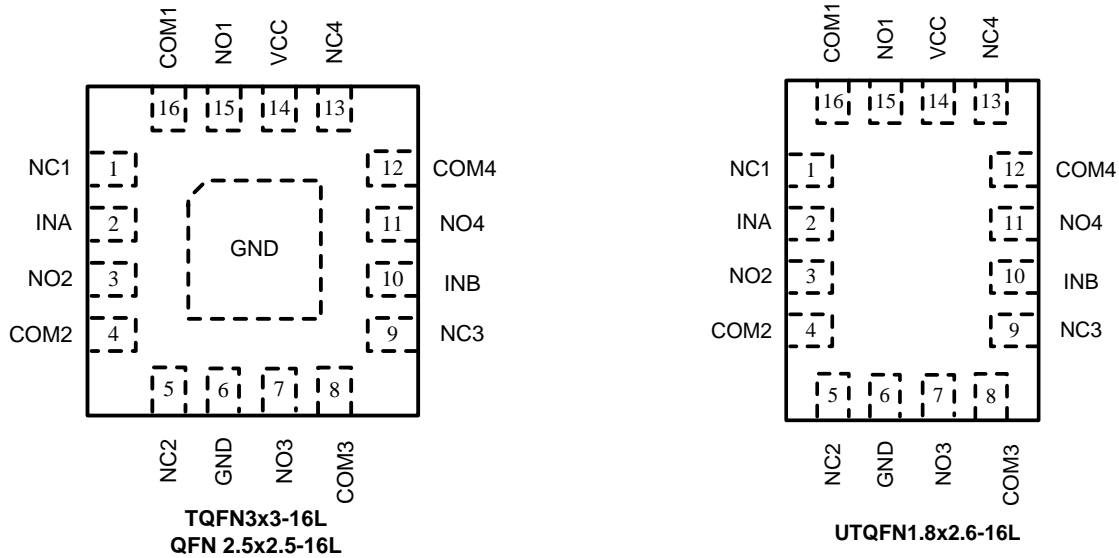 COM1
NO1
VCC
NC4
16
15
14
13
NC1
1
12
COM4
INA
2
11
NO4
GND
NO2
3
10
INB
COM2
4
9
NC3
5
6
7
8
NC2
GND
NO3
COM3
TQFN3x3-16L
QFN 2.5x2.5-16L
COM1
NO1
VCC
NC4
16
15
14
13
NC1
1
12
COM4
INA
2
11
NO4
NO2
3
10
INB
COM2
4
9
NC3
5
6
7
8
NC2
GND
NO3
COM3
UTQFN1.8x2.6-16L